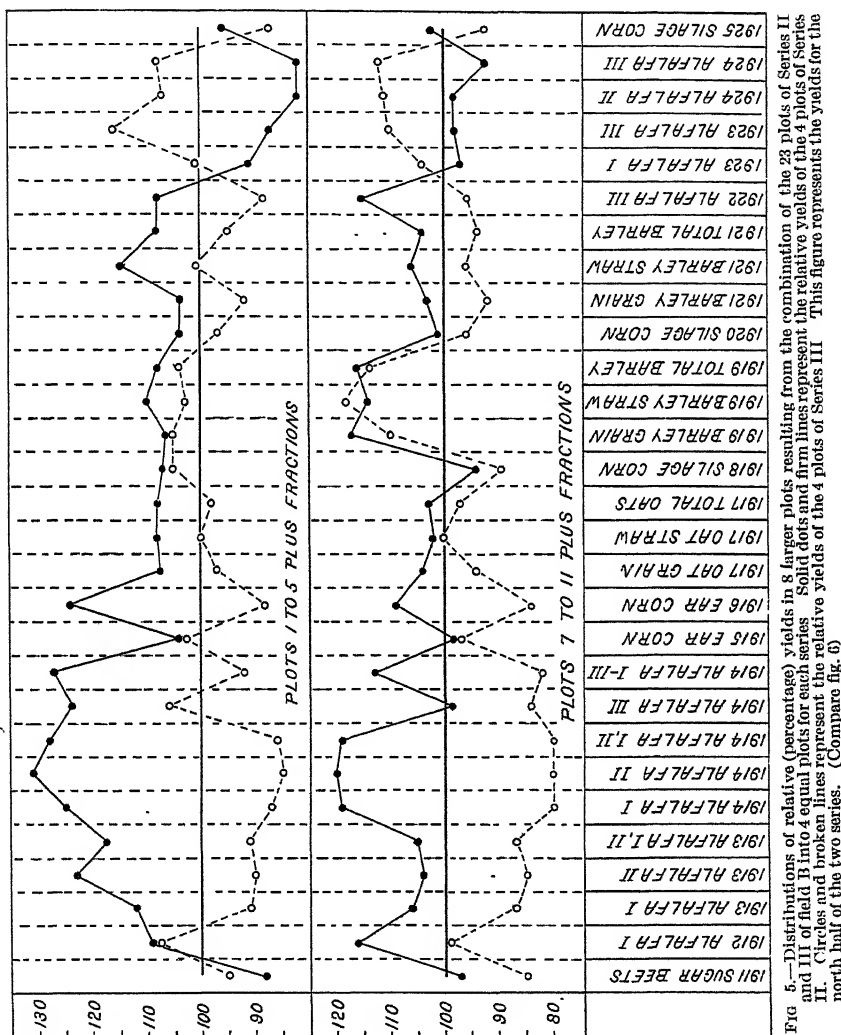 1911 SUGAR BEETS
1912 ALFALFA I
1913 ALFALFA I
1913 ALFALFA II
1913 ALFALFA I, II
1914 ALFALFA I
1914 ALFALFA II
1914 ALFALFA I, II
1914 ALFALFA III
1914 ALFALFA I-III
1915 EAR CORN
1916 EAR CORN
1917 OAT GRAIN
1917 OAT STRAW
1917 TOTAL OATS
1918 SILAGE CORN
1919 BARLEY GRAIN
1919 BARLEY STRAW
1919 TOTAL BARLEY
1920 SILAGE CORN
1921 BARLEY GRAIN
1921 BARLEY STRAW
1921 TOTAL BARLEY
1922 ALFALFA III
1923 ALFALFA I
1923 ALFALFA III
1924 ALFALFA II
1924 ALFALFA III
1925 SILAGE CORN
-130
-120
-110
-100
-90
PLOTS 1 TO 5 PLUS FRACTIONS
-120
-110
-100
-90
80.
PLOTS 7 TO 11 PLUS FRACTIONS
FIG 5.—Distributions of relative (percentage) yields in 8 larger plots resulting from the combination of the 23 plots of Series II
and III of field B into 4 equal plots for each series Solid dots and firm lines represent the relative yields of the 4 plots of Series
II. Circles and broken lines represent the relative yields of the 4 plots of Series III This figure represents the yields for the
north half of the two series. (Compare fig. 6)